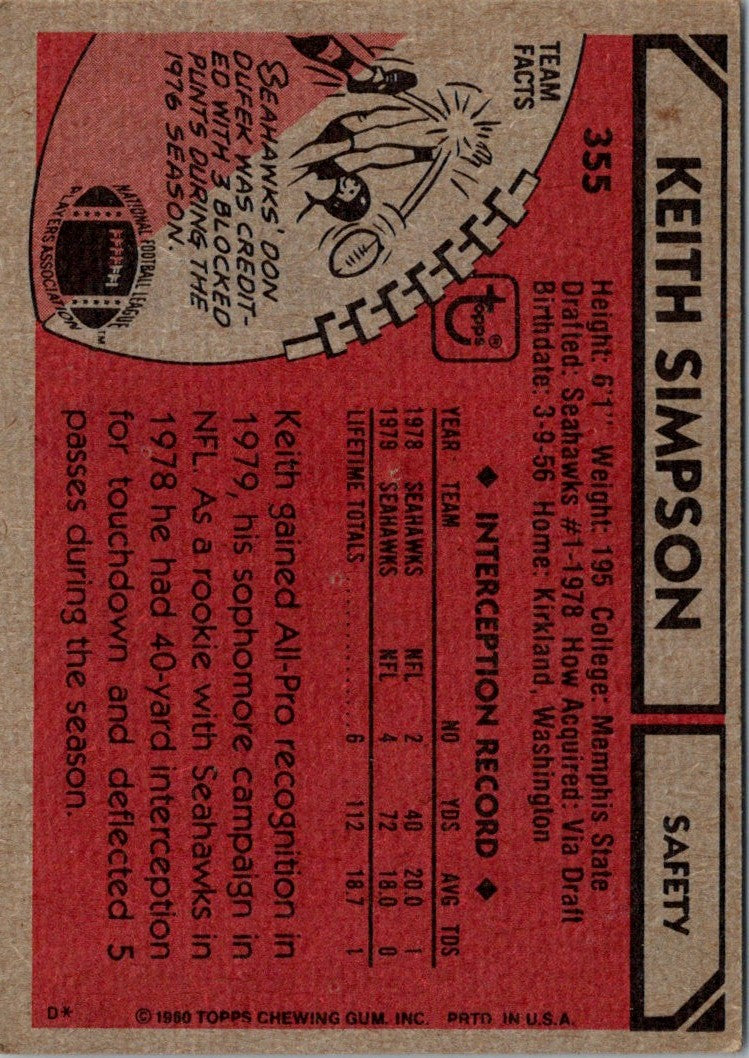 KEITH SIMPSON
SAFETY
355
Height: 6'1" Weight: 195 College: Memphis State
Drafted: Seahawks #1-1978 How Acquired: Via Draft
Birthdate: 3-9-56 Home: Kirkland, Washington
TEAM
FACTS
SEAHAWKS' DON
DUFEK WAS CREDIT-
ED WITH 3 BLOCKED
PUNTS DURING THE
1976 SEASON.
NATIONAL FOOTBALL LEAGUE
PLAYERS ASSOCIATION
TM
topps ®
◆ INTERCEPTION RECORD ◆
YEAR TEAM NO YDS AVG TDS
1978 SEAHAWKS NFL 2 40 20.0 1
1979 SEAHAWKS NFL 4 72 18.0 0
LIFETIME TOTALS 6 112 18.7 1
Keith gained All-Pro recognition in
1979, his sophomore campaign in
NFL. As a rookie with Seahawks in
1978 he had 40-yard interception
for touchdown and deflected 5
passes during the season.
D* © 1980 TOPPS CHEWING GUM, INC. PRTD. IN U.S.A.